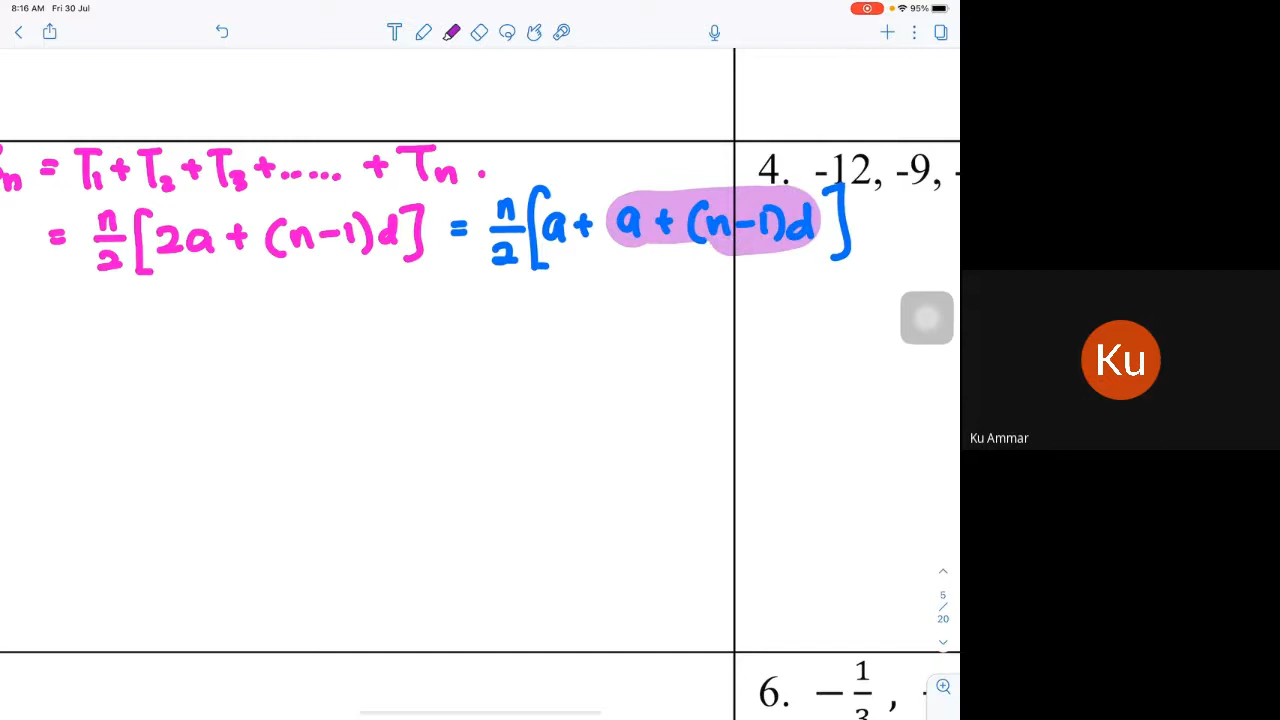 8:16 AM Fri 30 Jul
95%
Sₙ = T₁ + T₂ + T₃ + ...... + Tₙ .
= n/2 [2a + (n-1)d] = n/2 [a + a + (n-1)d]
4. -12, -9, -
5
/
20
6. -1/3 , -
Ku
Ku Ammar